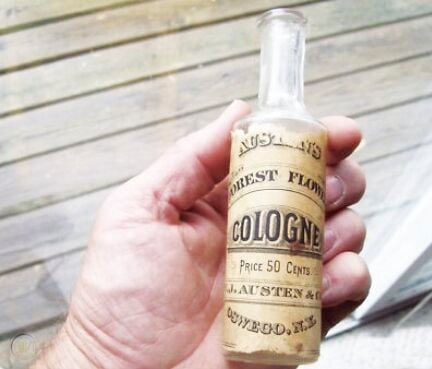 AUSTEN'S
FOREST FLOW
COLOGNE
PRICE 50 CENTS
J. AUSTEN & C
OSWEGO, N.Y.